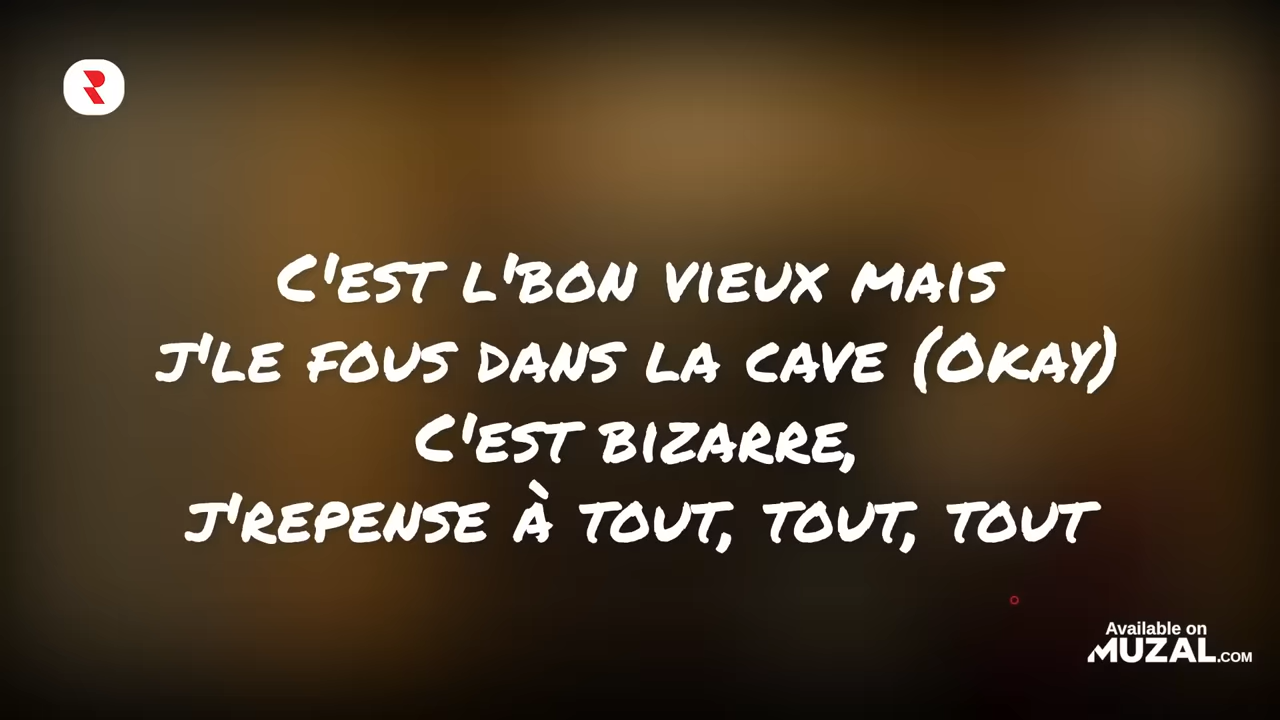 C'EST L'BON VIEUX MAIS
J'LE FOUS DANS LA CAVE (OKAY)
C'EST BIZARRE,
J'REPENSE À TOUT, TOUT, TOUT
Available on
MUZAL.COM